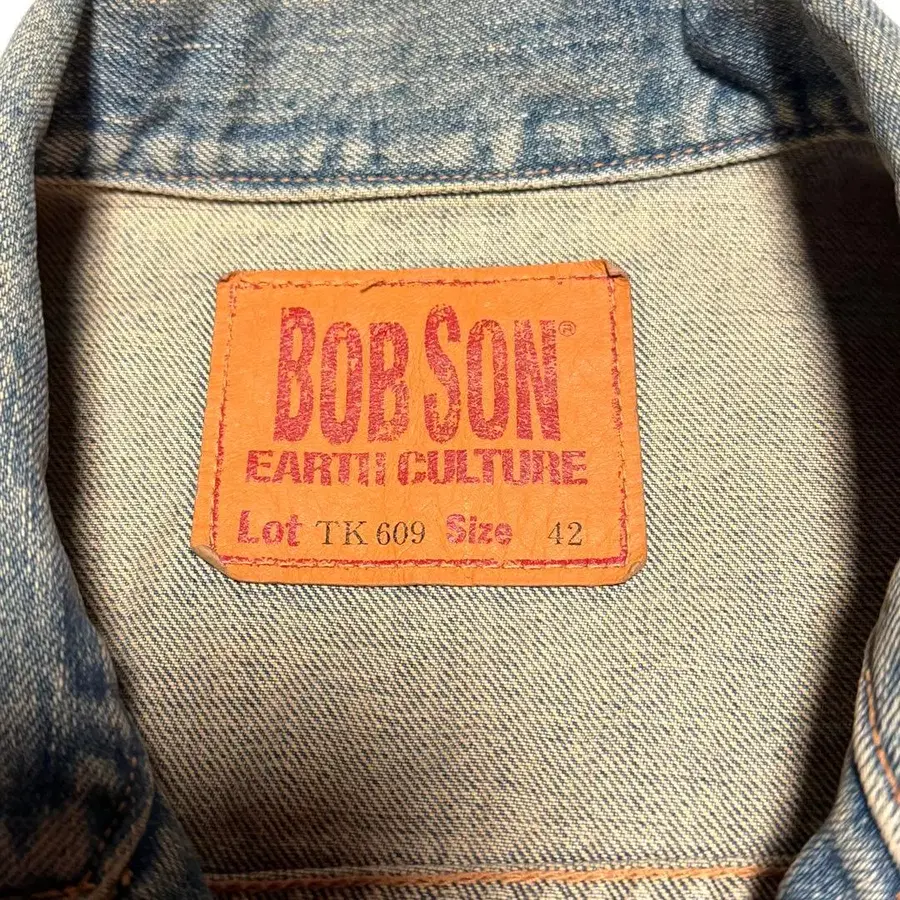 BOB SON®
EARTH CULTURE
Lot TK 609 Size 42